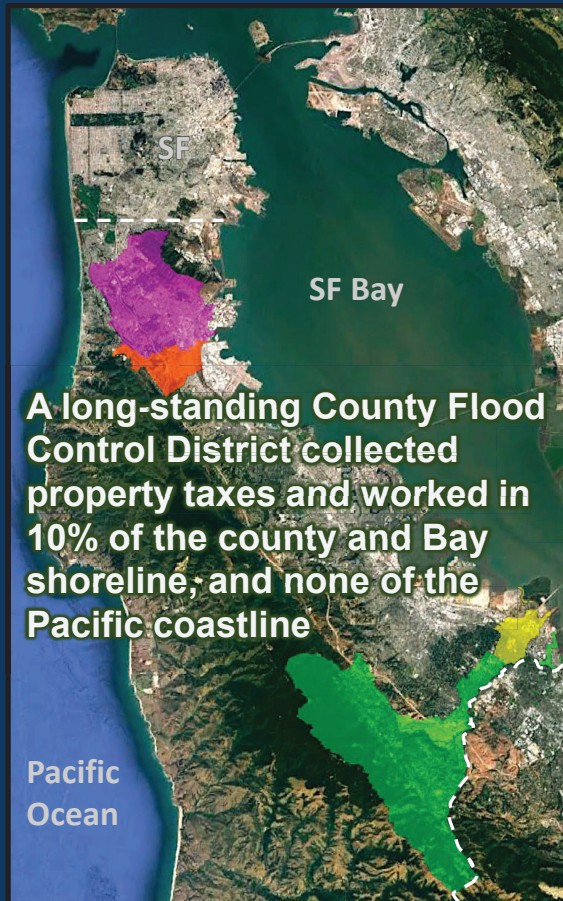 SF
SF Bay
A long-standing County Flood
Control District collected
property taxes and worked in
10% of the county and Bay
shoreline, and none of the
Pacific coastline
Pacific
Ocean